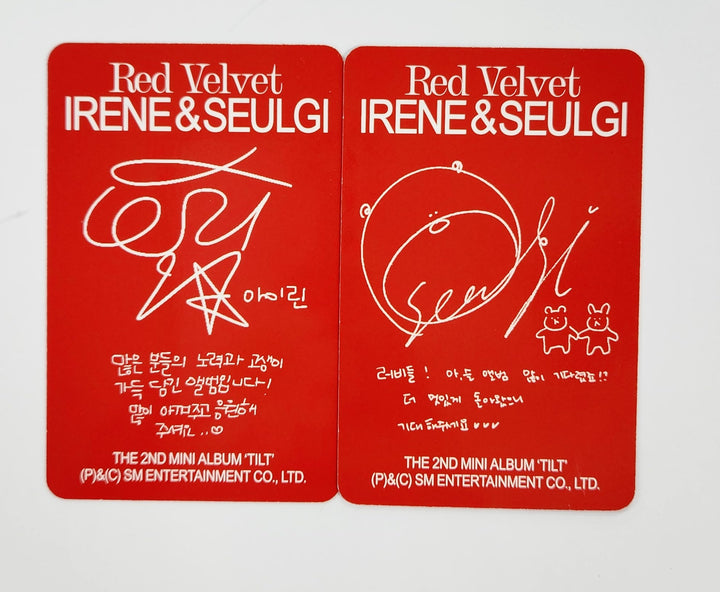 Red Velvet
IRENE & SEULGI
아이린
많은 분들의 노력과 고생이
가득 담긴 앨범입니다!
많이 아껴주고 응원해
주세요..♡
THE 2ND MINI ALBUM 'TILT'
(P)&(C) SM ENTERTAINMENT CO., LTD.
Red Velvet
IRENE & SEULGI
Seulgi
러비들! 아.슬 앨범 많이 기다렸죠!?
더 멋있게 돌아왔으니
기대해주세요 ♥♥♥
THE 2ND MINI ALBUM 'TILT'
(P)&(C) SM ENTERTAINMENT CO., LTD.